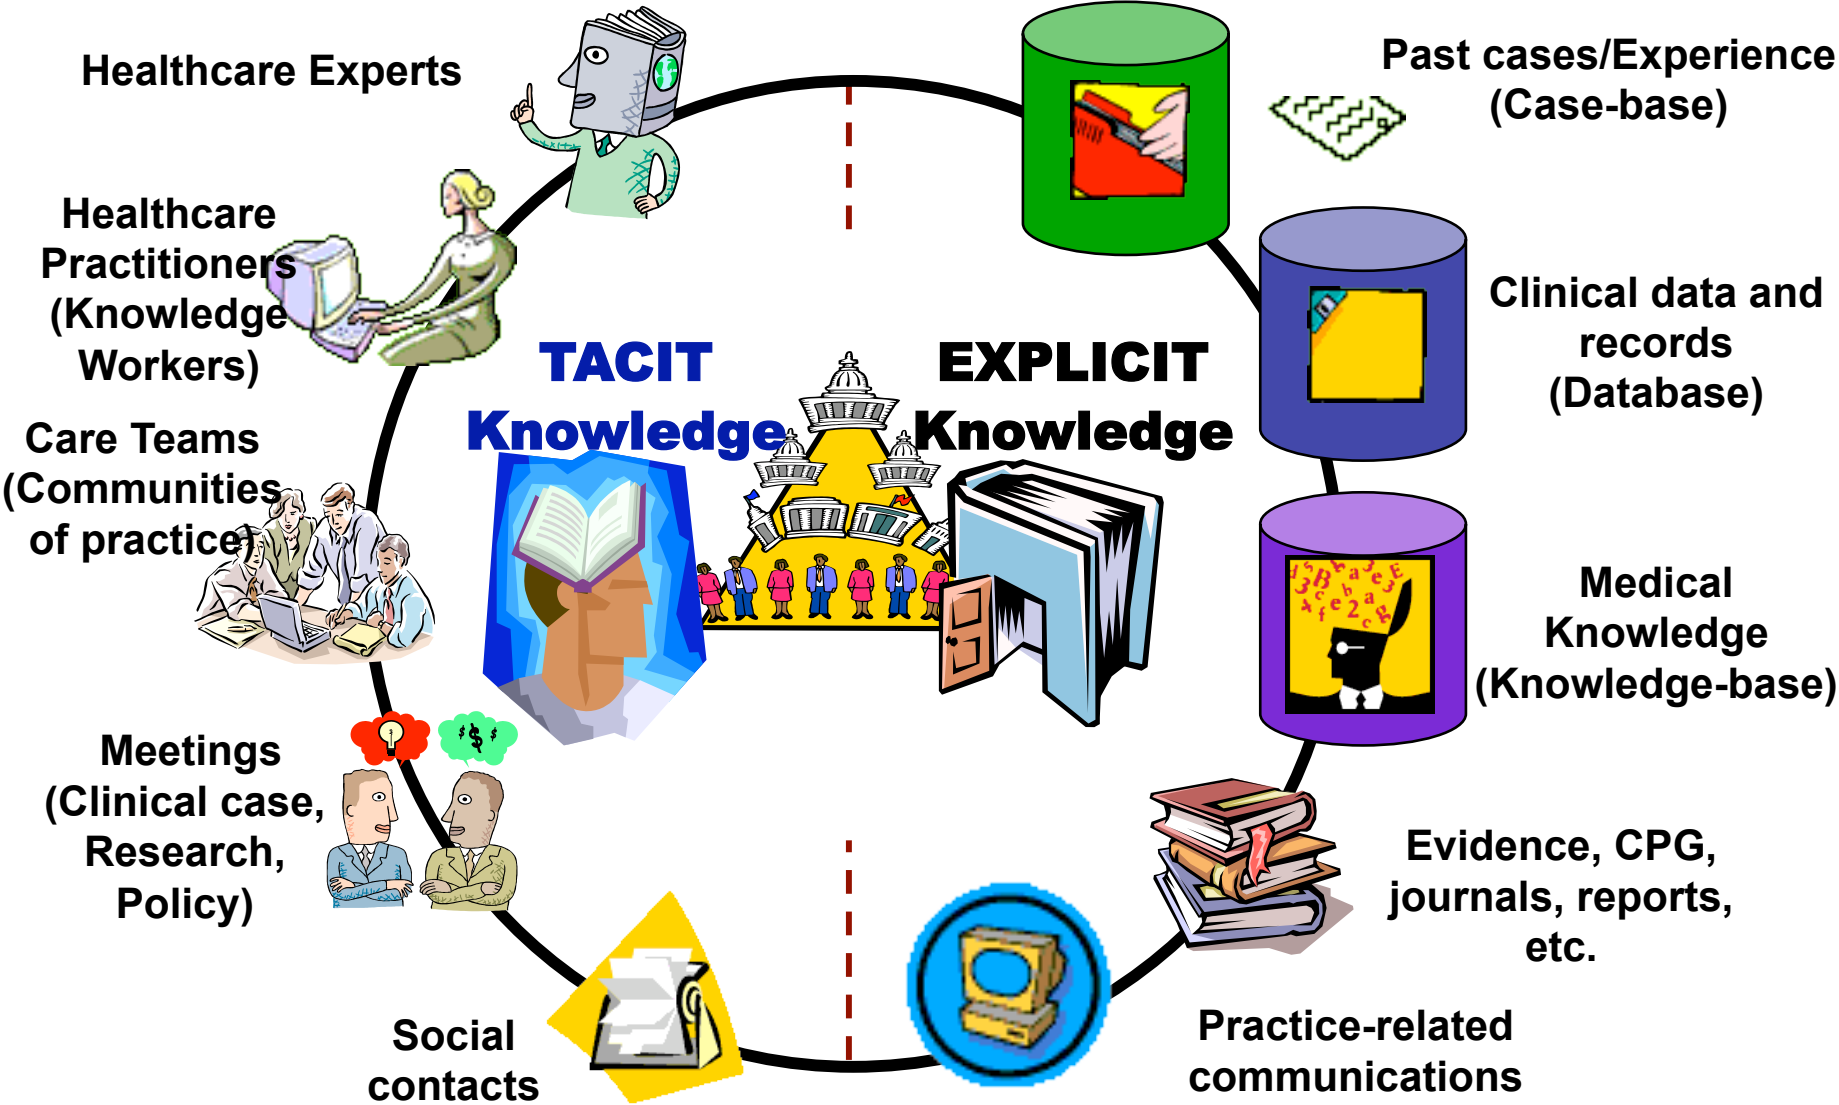 Healthcare Experts
Healthcare
Practitioners
(Knowledge
Workers)
Care Teams
(Communities
of practice)
Meetings
(Clinical case,
Research,
Policy)
Social
contacts
TACIT
Knowledge
EXPLICIT
Knowledge
Past cases/Experience
(Case-base)
Clinical data and
records
(Database)
Medical
Knowledge
(Knowledge-base)
Evidence, CPG,
journals, reports,
etc.
Practice-related
communications